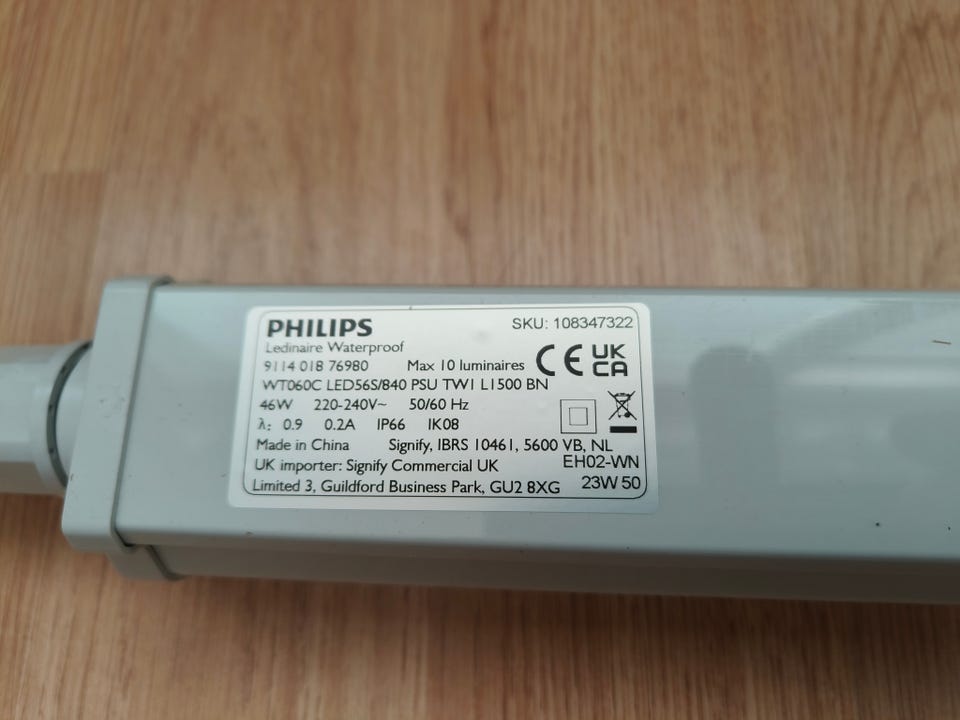 PHILIPS SKU: 108347322
Ledinaire Waterproof
9114 018 76980 Max 10 luminaires CE UK CA
WT060C LED56S/840 PSU TW1 L1500 BN
46W 220-240V~ 50/60 Hz
λ: 0.9 0.2A IP66 IK08
Made in China Signify, IBRS 10461, 5600 VB, NL
UK importer: Signify Commercial UK EH02-WN
Limited 3, Guildford Business Park, GU2 8XG 23W 50